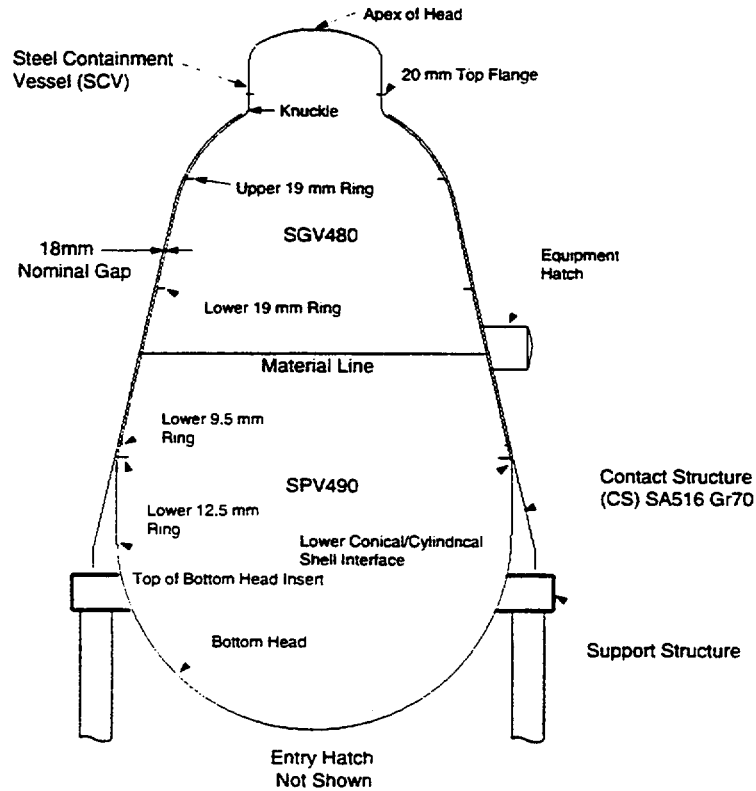 Apex of Head
Steel Containment
Vessel (SCV)
20 mm Top Flange
Knuckle
Upper 19 mm Ring
SGV480
18mm
Nominal Gap
Equipment
Hatch
Lower 19 mm Ring
Material Line
Lower 9.5 mm
Ring
SPV490
Contact Structure
(CS) SA516 Gr70
Lower 12.5 mm
Ring
Lower Conical/Cylindrical
Shell Interface
Top of Bottom Head Insert
Bottom Head
Support Structure
Entry Hatch
Not Shown